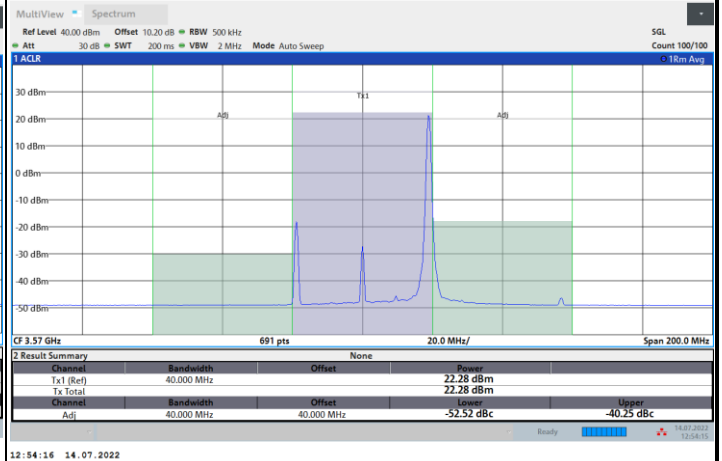 MultiView Spectrum
Ref Level 40.00 dBm Offset 10.20 dB RBW 500 kHz SGL
Att 30 dB SWT 200 ms VBW 2 MHz Mode Auto Sweep Count 100/100
1 ACLR 1Rm Avg
30 dBm
Tx1
20 dBm
Adj Adj
10 dBm
0 dBm
-10 dBm
-20 dBm
-30 dBm
-40 dBm
-50 dBm
CF 3.57 GHz 691 pts 20.0 MHz/ Span 200.0 MHz
2 Result Summary None
Channel Bandwidth Offset Power
Tx1 (Ref) 40.000 MHz 22.28 dBm
Tx Total 22.28 dBm
Channel Bandwidth Offset Lower Upper
Adj 40.000 MHz 40.000 MHz -52.52 dBc -40.25 dBc
Ready 14.07.2022
12:54:15
12:54:16 14.07.2022